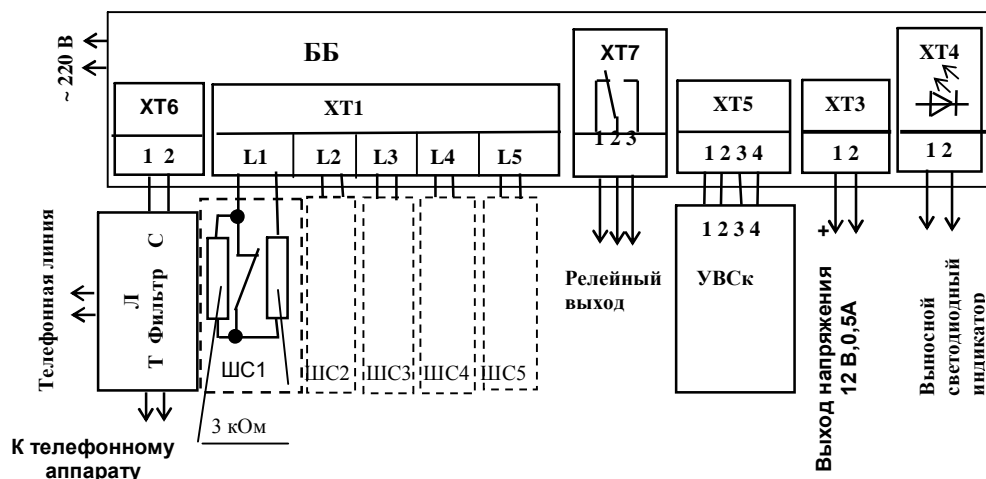 ~ 220 В
ББ
ХТ6
1 2
ХТ1
L1 L2 L3 L4 L5
ХТ7
1 2 3
ХТ5
1 2 3 4
ХТ3
1 2
ХТ4
1 2
Телефонная линия
Л
Т Фильтр С
К телефонному
аппарату
ШС1
3 кОм
ШС2
ШС3
ШС4
ШС5
Релейный
выход
1 2 3 4
УВСк
+
Выход напряжения
12 В,0,5А
Выносной
светодиодный
индикатор